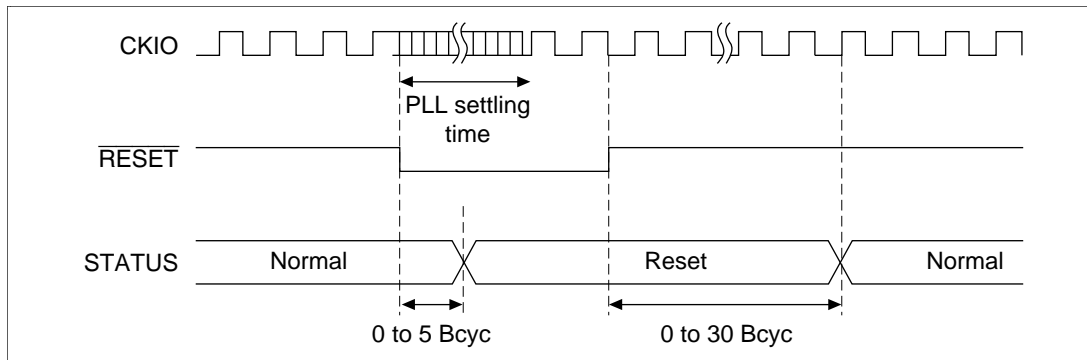 CKIO
PLL settling
time
RESET
STATUS
Normal
Reset
Normal
0 to 5 Bcyc
0 to 30 Bcyc